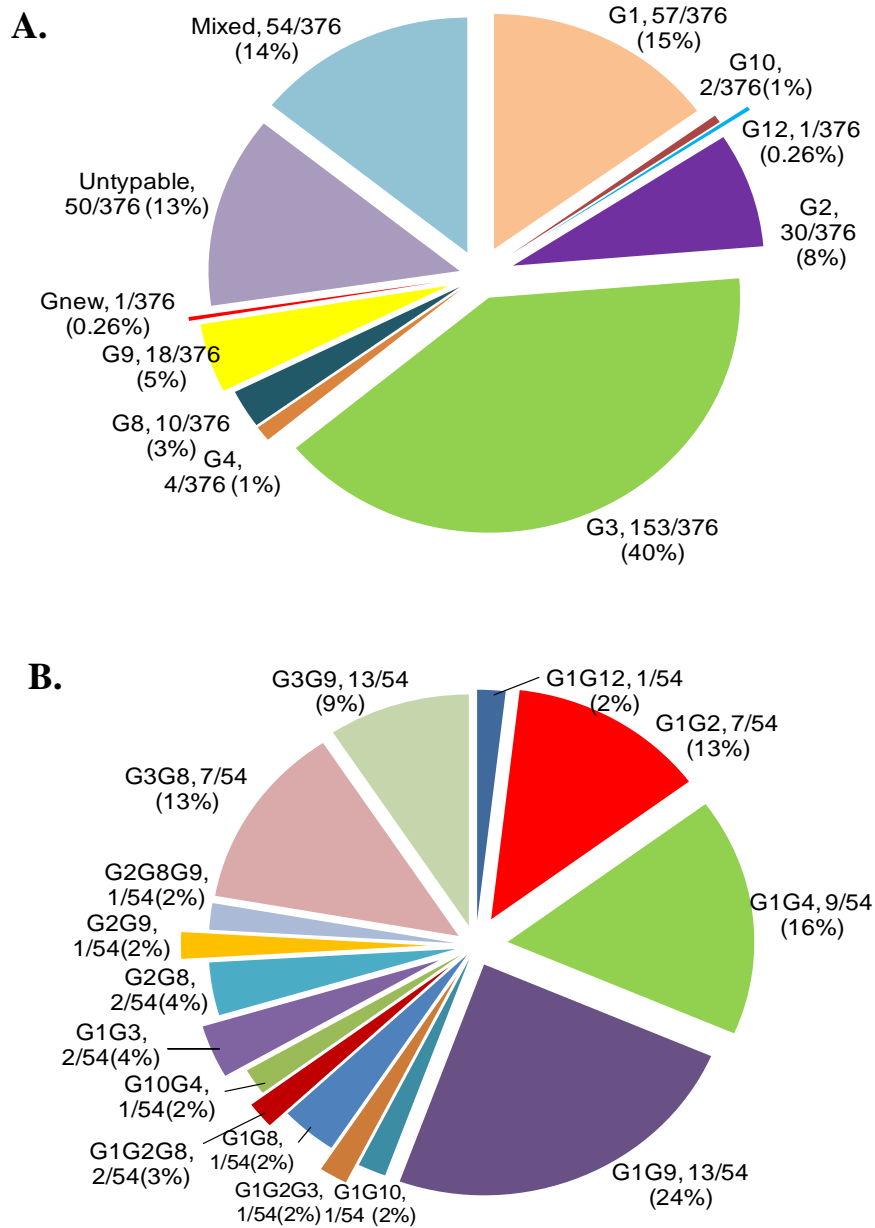 A.
Mixed, 54/376
(14%)
G1, 57/376
(15%)
G10,
2/376(1%)
G12, 1/376
(0.26%)
G2,
30/376
(8%)
Untypable,
50/376 (13%)
Gnew, 1/376
(0.26%)
G9, 18/376
(5%)
G8, 10/376
(3%)
G4,
4/376 (1%)
G3, 153/376
(40%)
B.
G3G9, 13/54
(9%)
G1G12, 1/54
(2%)
G1G2, 7/54
(13%)
G3G8, 7/54
(13%)
G1G4, 9/54
(16%)
G2G8G9,
1/54(2%)
G2G9,
1/54(2%)
G2G8,
2/54(4%)
G1G3,
2/54(4%)
G10G4,
1/54(2%)
G1G2G8,
2/54(3%)
G1G8,
1/54(2%)
G1G2G3,
1/54(2%)
G1G10,
1/54 (2%)
G1G9, 13/54
(24%)